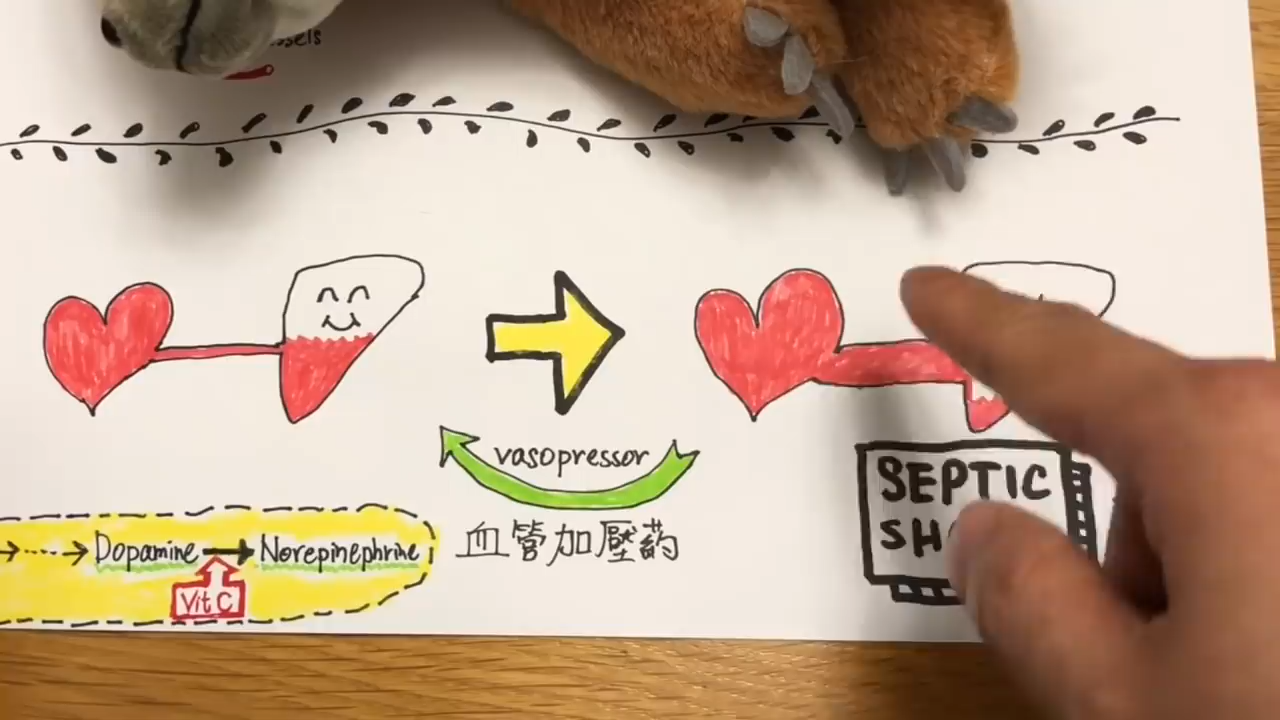 vasopressor
血管加壓葯
SEPTIC
Dopamine → Norepinephrine
Vit C